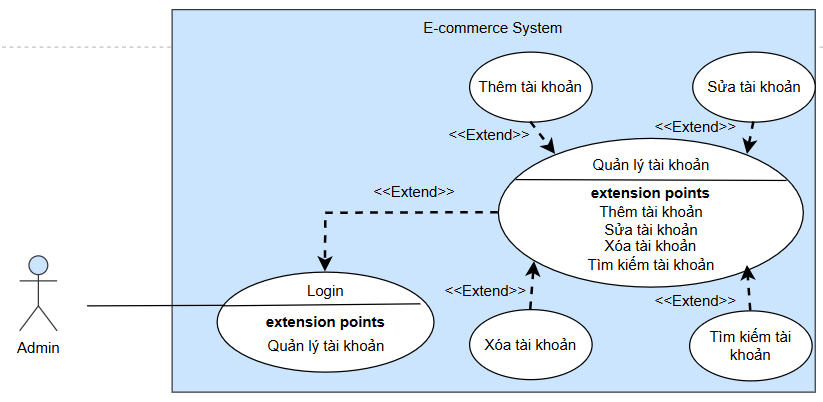 E-commerce System
Thêm tài khoản
Sửa tài khoản
<<Extend>>
<<Extend>>
Quản lý tài khoản
<<Extend>>
extension points
Thêm tài khoản
Sửa tài khoản
Xóa tài khoản
Tìm kiếm tài khoản
Login
<<Extend>>
<<Extend>>
extension points
Quản lý tài khoản
Xóa tài khoản
Tìm kiếm tài
khoản
Admin